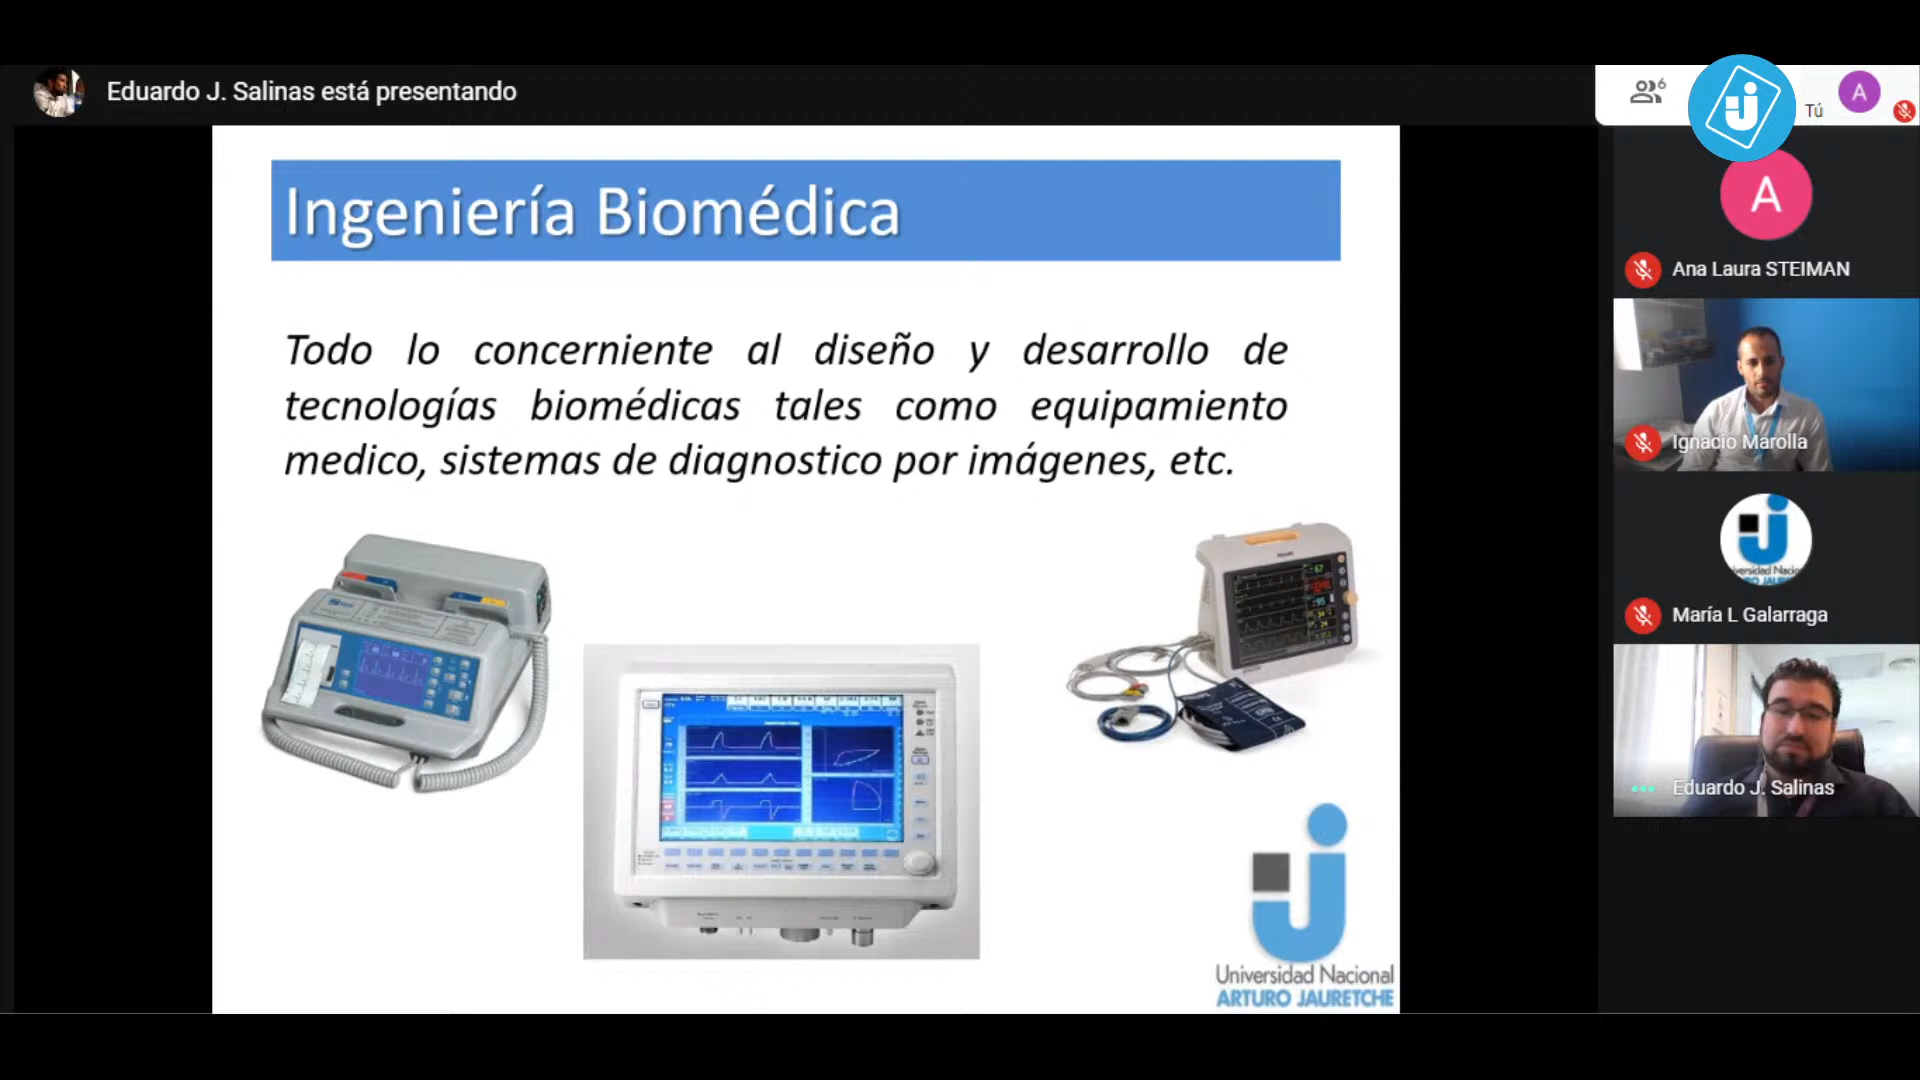 Eduardo J. Salinas está presentando
6
Tú
A
A
Ana Laura STEIMAN
Ignacio Marolla
María L Galarraga
Eduardo J. Salinas
Ingeniería Biomédica
Todo lo concerniente al diseño y desarrollo de
tecnologías biomédicas tales como equipamiento
medico, sistemas de diagnostico por imágenes, etc.
Universidad Nacional
ARTURO JAURETCHE